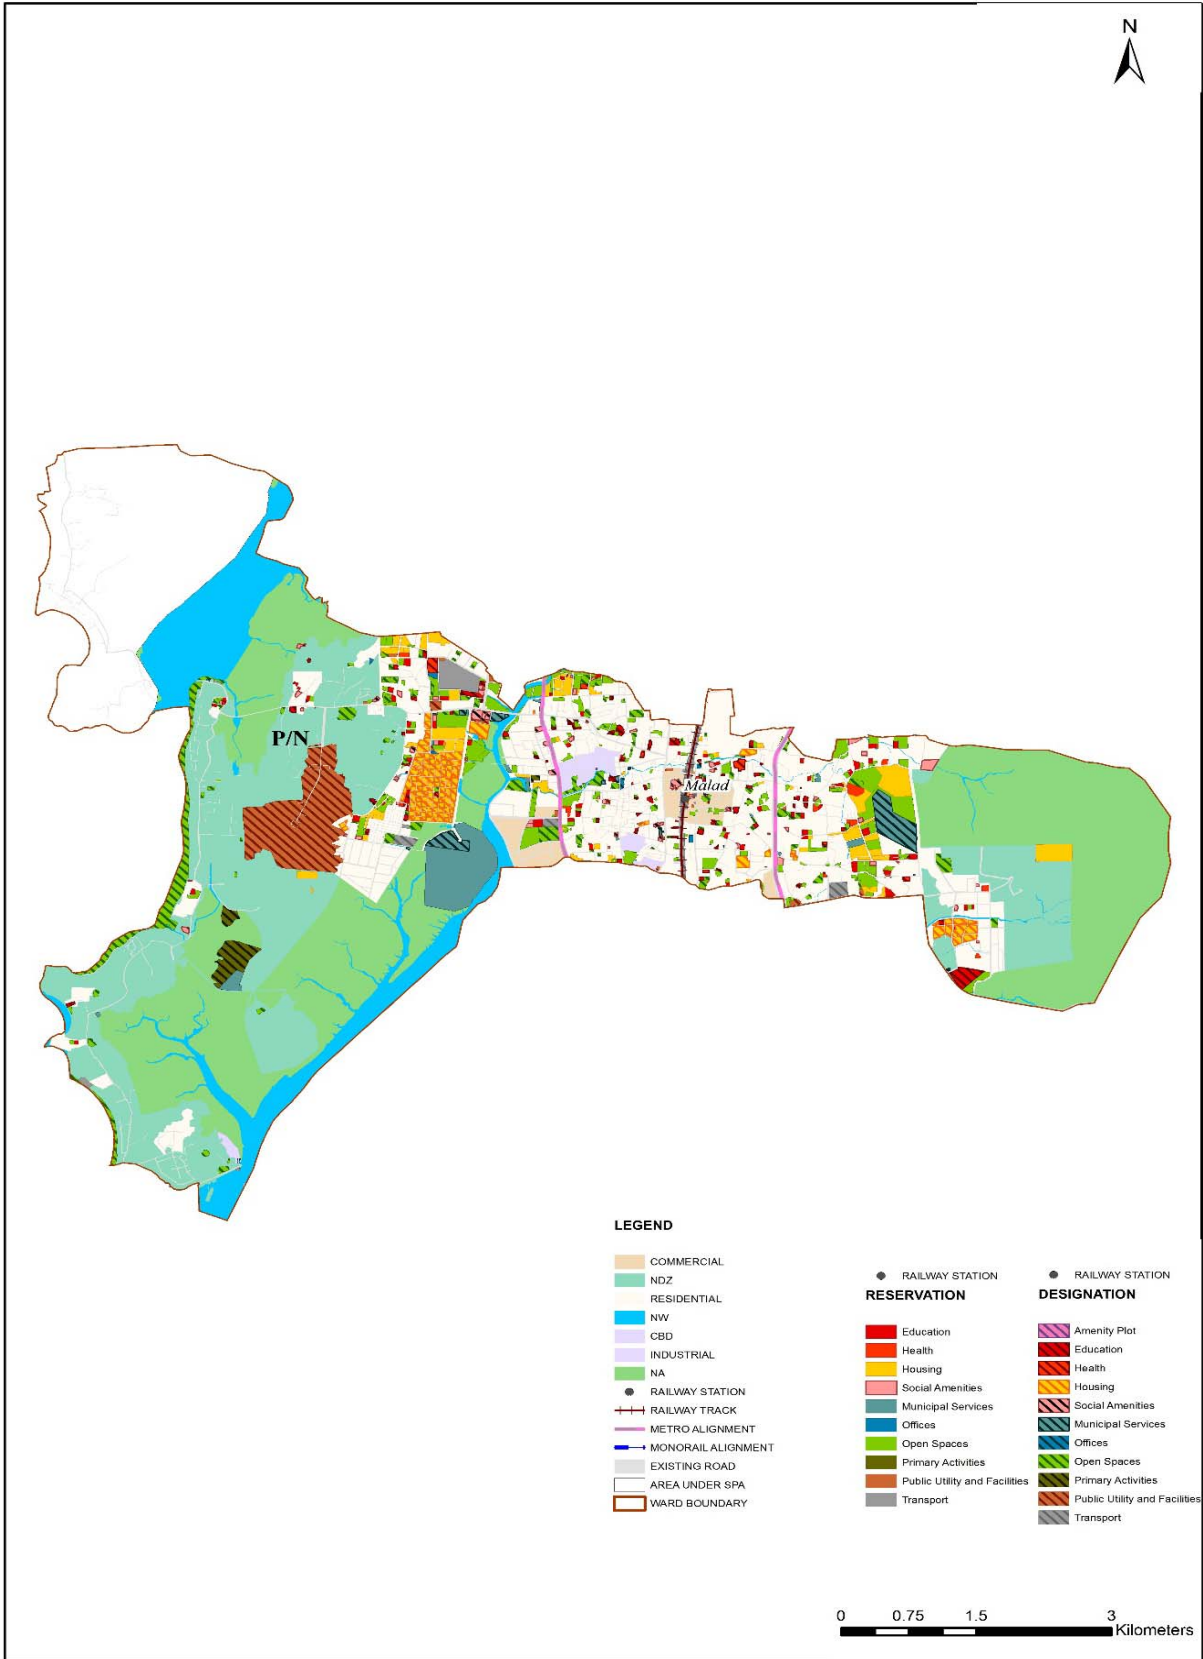 N
P/N
Malad
LEGEND
COMMERCIAL
NDZ
RESIDENTIAL
NW
CBD
INDUSTRIAL
NA
RAILWAY STATION
RAILWAY TRACK
METRO ALIGNMENT
MONORAIL ALIGNMENT
EXISTING ROAD
AREA UNDER SPA
WARD BOUNDARY
RAILWAY STATION
RESERVATION
Education
Health
Housing
Social Amenities
Municipal Services
Offices
Open Spaces
Primary Activities
Public Utility and Facilities
Transport
RAILWAY STATION
DESIGNATION
Amenity Plot
Education
Health
Housing
Social Amenities
Municipal Services
Offices
Open Spaces
Primary Activities
Public Utility and Facilities
Transport
0 0.75 1.5 3
Kilometers